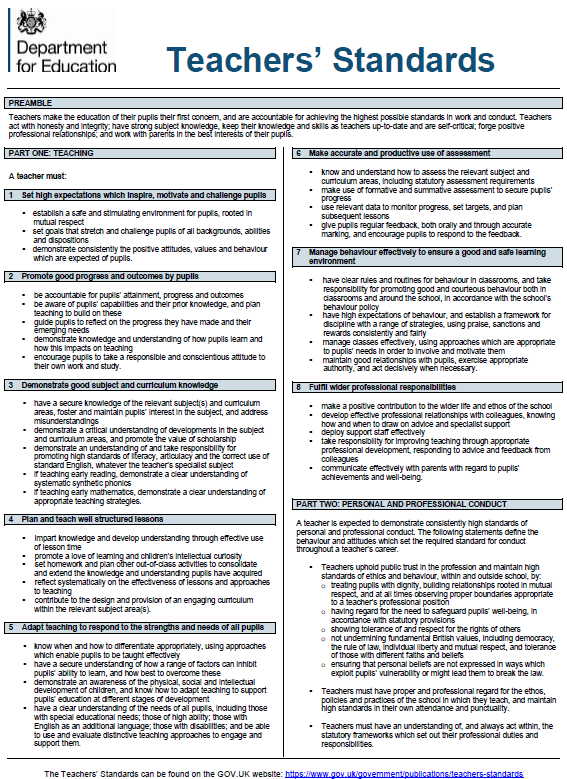 Department
for Education
Teachers' Standards
PREAMBLE
Teachers make the education of their pupils their first concern, and are accountable for achieving the highest possible standards in work and conduct. Teachers
act with honesty and integrity; have strong subject knowledge, keep their knowledge and skills as teachers up-to-date and are self-critical; forge positive
professional relationships; and work with parents in the best interests of their pupils.
PART ONE: TEACHING
A teacher must:
1 Set high expectations which inspire, motivate and challenge pupils
• establish a safe and stimulating environment for pupils, rooted in
mutual respect
• set goals that stretch and challenge pupils of all backgrounds, abilities
and dispositions
• demonstrate consistently the positive attitudes, values and behaviour
which are expected of pupils.
2 Promote good progress and outcomes by pupils
• be accountable for pupils' attainment, progress and outcomes
• be aware of pupils' capabilities and their prior knowledge, and plan
teaching to build on these
• guide pupils to reflect on the progress they have made and their
emerging needs
• demonstrate knowledge and understanding of how pupils learn and
how this impacts on teaching
• encourage pupils to take a responsible and conscientious attitude to
their own work and study.
3 Demonstrate good subject and curriculum knowledge
• have a secure knowledge of the relevant subject(s) and curriculum
areas, foster and maintain pupils' interest in the subject, and address
misunderstandings
• demonstrate a critical understanding of developments in the subject
and curriculum areas, and promote the value of scholarship
• demonstrate an understanding of and take responsibility for
promoting high standards of literacy, articulacy and the correct use of
standard English, whatever the teacher's specialist subject
• if teaching early reading, demonstrate a clear understanding of
systematic synthetic phonics
• if teaching early mathematics, demonstrate a clear understanding of
appropriate teaching strategies.
4 Plan and teach well structured lessons
• impart knowledge and develop understanding through effective use
of lesson time
• promote a love of learning and children's intellectual curiosity
• set homework and plan other out-of-class activities to consolidate
and extend the knowledge and understanding pupils have acquired
• reflect systematically on the effectiveness of lessons and approaches
to teaching
• contribute to the design and provision of an engaging curriculum
within the relevant subject area(s).
5 Adapt teaching to respond to the strengths and needs of all pupils
• know when and how to differentiate appropriately, using approaches
which enable pupils to be taught effectively
• have a secure understanding of how a range of factors can inhibit
pupils' ability to learn, and how best to overcome these
• demonstrate an awareness of the physical, social and intellectual
development of children, and know how to adapt teaching to support
pupils' education at different stages of development
• have a clear understanding of the needs of all pupils, including those
with special educational needs; those of high ability; those with
English as an additional language; those with disabilities; and be able
to use and evaluate distinctive teaching approaches to engage and
support them.
6 Make accurate and productive use of assessment
• know and understand how to assess the relevant subject and
curriculum areas, including statutory assessment requirements
• make use of formative and summative assessment to secure pupils'
progress
• use relevant data to monitor progress, set targets, and plan
subsequent lessons
• give pupils regular feedback, both orally and through accurate
marking, and encourage pupils to respond to the feedback.
7 Manage behaviour effectively to ensure a good and safe learning
environment
• have clear rules and routines for behaviour in classrooms, and take
responsibility for promoting good and courteous behaviour both in
classrooms and around the school, in accordance with the school's
behaviour policy
• have high expectations of behaviour, and establish a framework for
discipline with a range of strategies, using praise, sanctions and
rewards consistently and fairly
• manage classes effectively, using approaches which are appropriate
to pupils' needs in order to involve and motivate them
• maintain good relationships with pupils, exercise appropriate
authority, and act decisively when necessary.
8 Fulfil wider professional responsibilities
• make a positive contribution to the wider life and ethos of the school
• develop effective professional relationships with colleagues, knowing
how and when to draw on advice and specialist support
• deploy support staff effectively
• take responsibility for improving teaching through appropriate
professional development, responding to advice and feedback from
colleagues
• communicate effectively with parents with regard to pupils'
achievements and well-being.
PART TWO: PERSONAL AND PROFESSIONAL CONDUCT
A teacher is expected to demonstrate consistently high standards of
personal and professional conduct. The following statements define the
behaviour and attitudes which set the required standard for conduct
throughout a teacher's career.
• Teachers uphold public trust in the profession and maintain high
standards of ethics and behaviour, within and outside school, by:
o treating pupils with dignity, building relationships rooted in mutual
respect, and at all times observing proper boundaries appropriate
to a teacher's professional position
o having regard for the need to safeguard pupils' well-being, in
accordance with statutory provisions
o showing tolerance of and respect for the rights of others
o not undermining fundamental British values, including democracy,
the rule of law, individual liberty and mutual respect, and tolerance
of those with different faiths and beliefs
o ensuring that personal beliefs are not expressed in ways which
exploit pupils' vulnerability or might lead them to break the law.
• Teachers must have proper and professional regard for the ethos,
policies and practices of the school in which they teach, and maintain
high standards in their own attendance and punctuality.
• Teachers must have an understanding of, and always act within, the
statutory frameworks which set out their professional duties and
responsibilities.
The Teachers' Standards can be found on the GOV.UK website: https://www.gov.uk/government/publications/teachers-standards